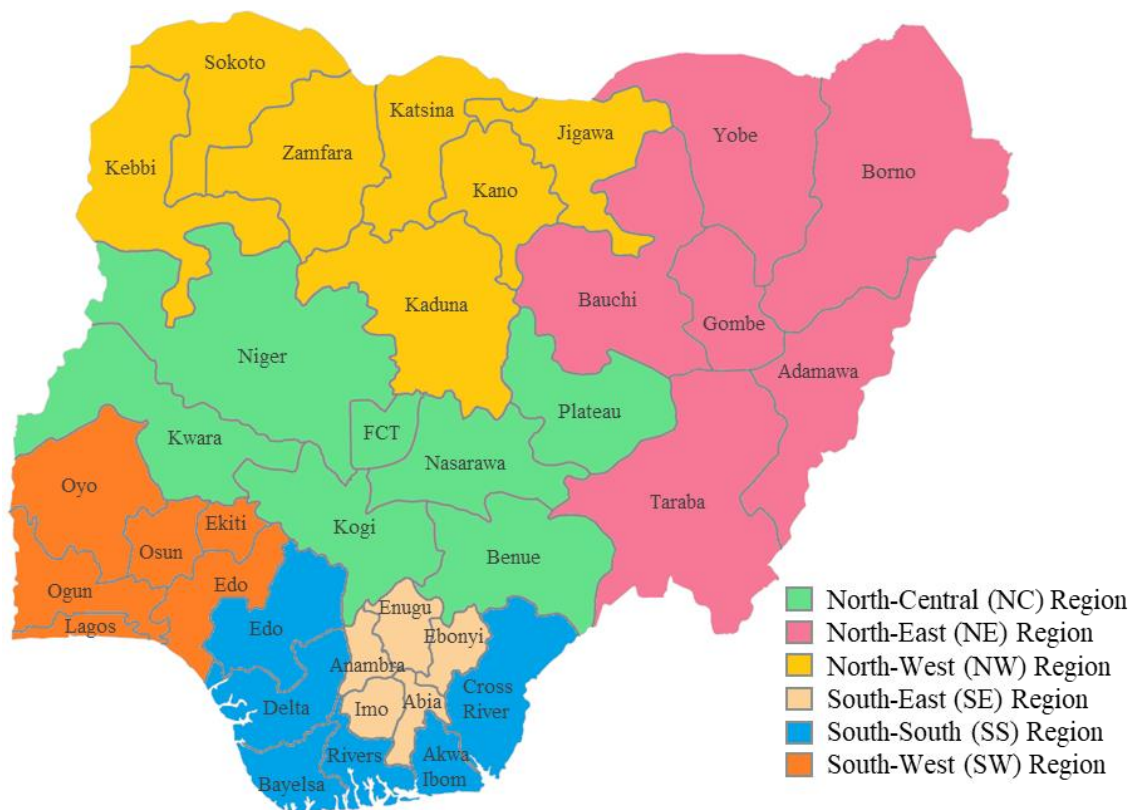 Sokoto
Katsina
Jigawa
Yobe
Borno
Kebbi
Zamfara
Kano
Kaduna
Bauchi
Gombe
Adamawa
Niger
Plateau
FCT
Kwara
Nasarawa
Oyo
Taraba
Ekiti
Kogi
Osun
Benue
Ogun
Edo
Lagos
Edo
Enugu
Ebonyi
Anambra
Cross
River
Abia
Imo
Delta
Rivers
Akwa
Ibom
Bayelsa
North-Central (NC) Region
North-East (NE) Region
North-West (NW) Region
South-East (SE) Region
South-South (SS) Region
South-West (SW) Region